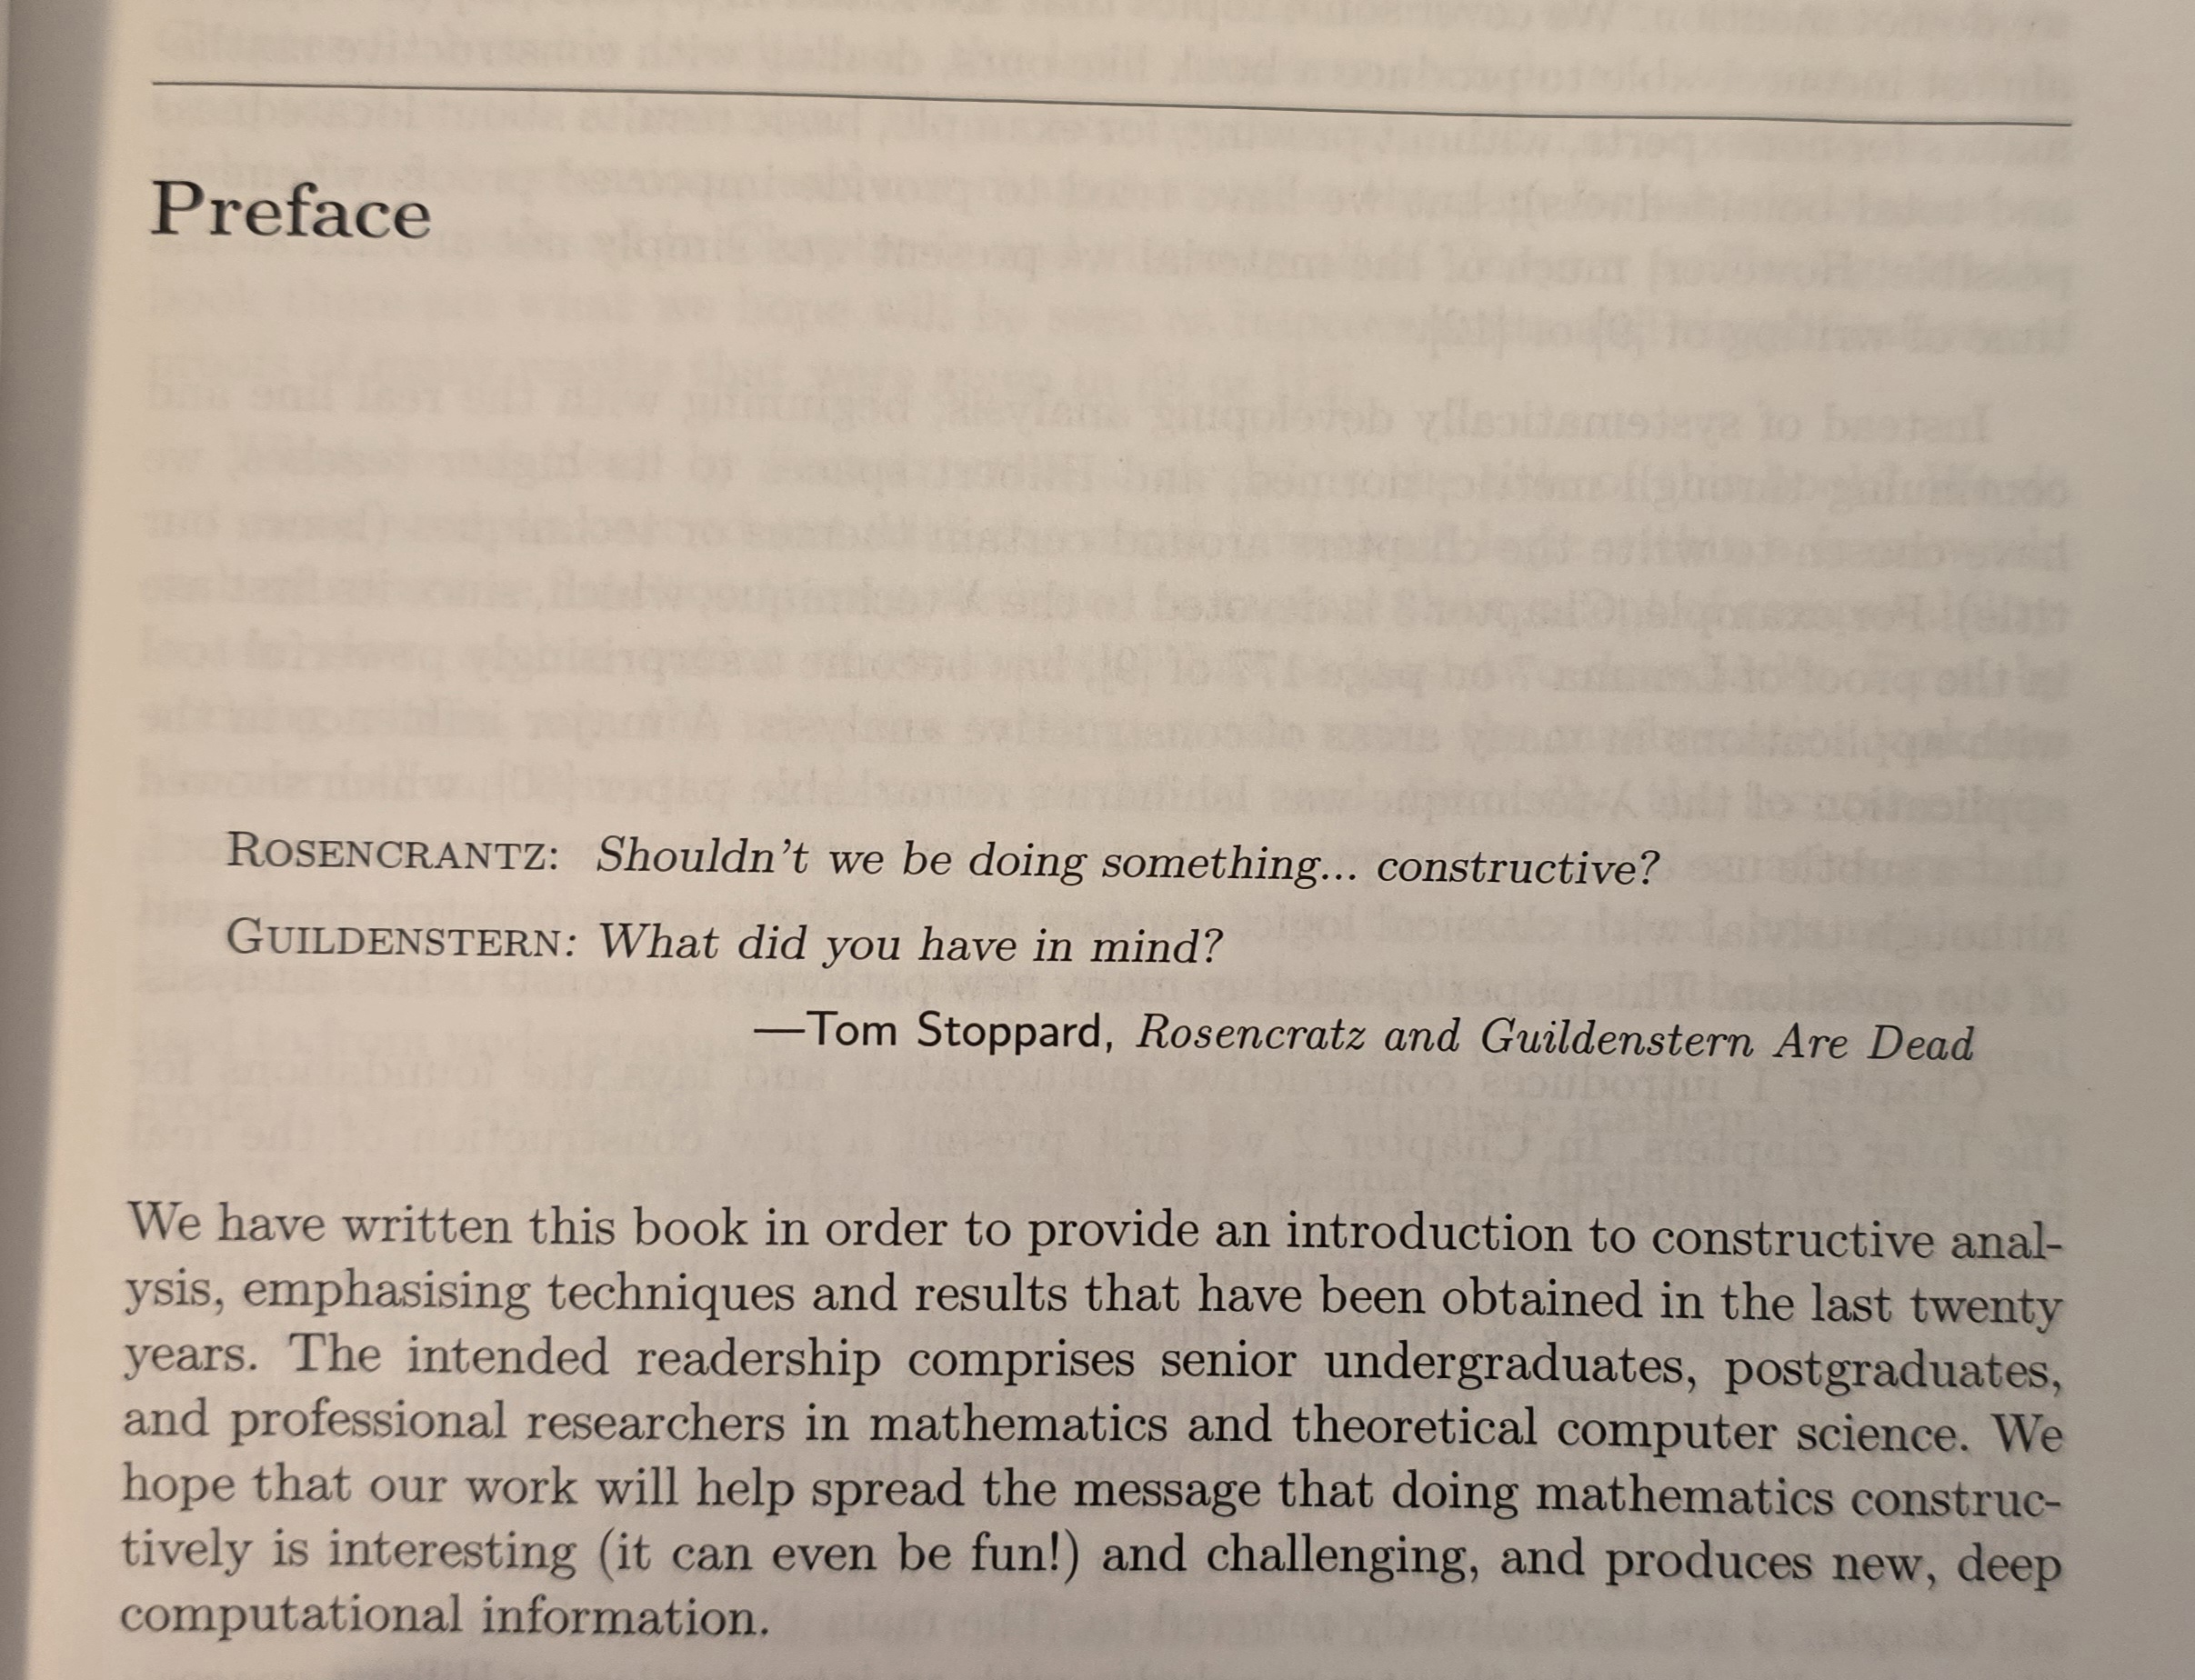 Preface
ROSENCRANTZ: Shouldn't we be doing something... constructive?
GUILDENSTERN: What did you have in mind?
—Tom Stoppard, Rosencratz and Guildenstern Are Dead
We have written this book in order to provide an introduction to constructive anal-
ysis, emphasising techniques and results that have been obtained in the last twenty
years. The intended readership comprises senior undergraduates, postgraduates,
and professional researchers in mathematics and theoretical computer science. We
hope that our work will help spread the message that doing mathematics construc-
tively is interesting (it can even be fun!) and challenging, and produces new, deep
computational information.